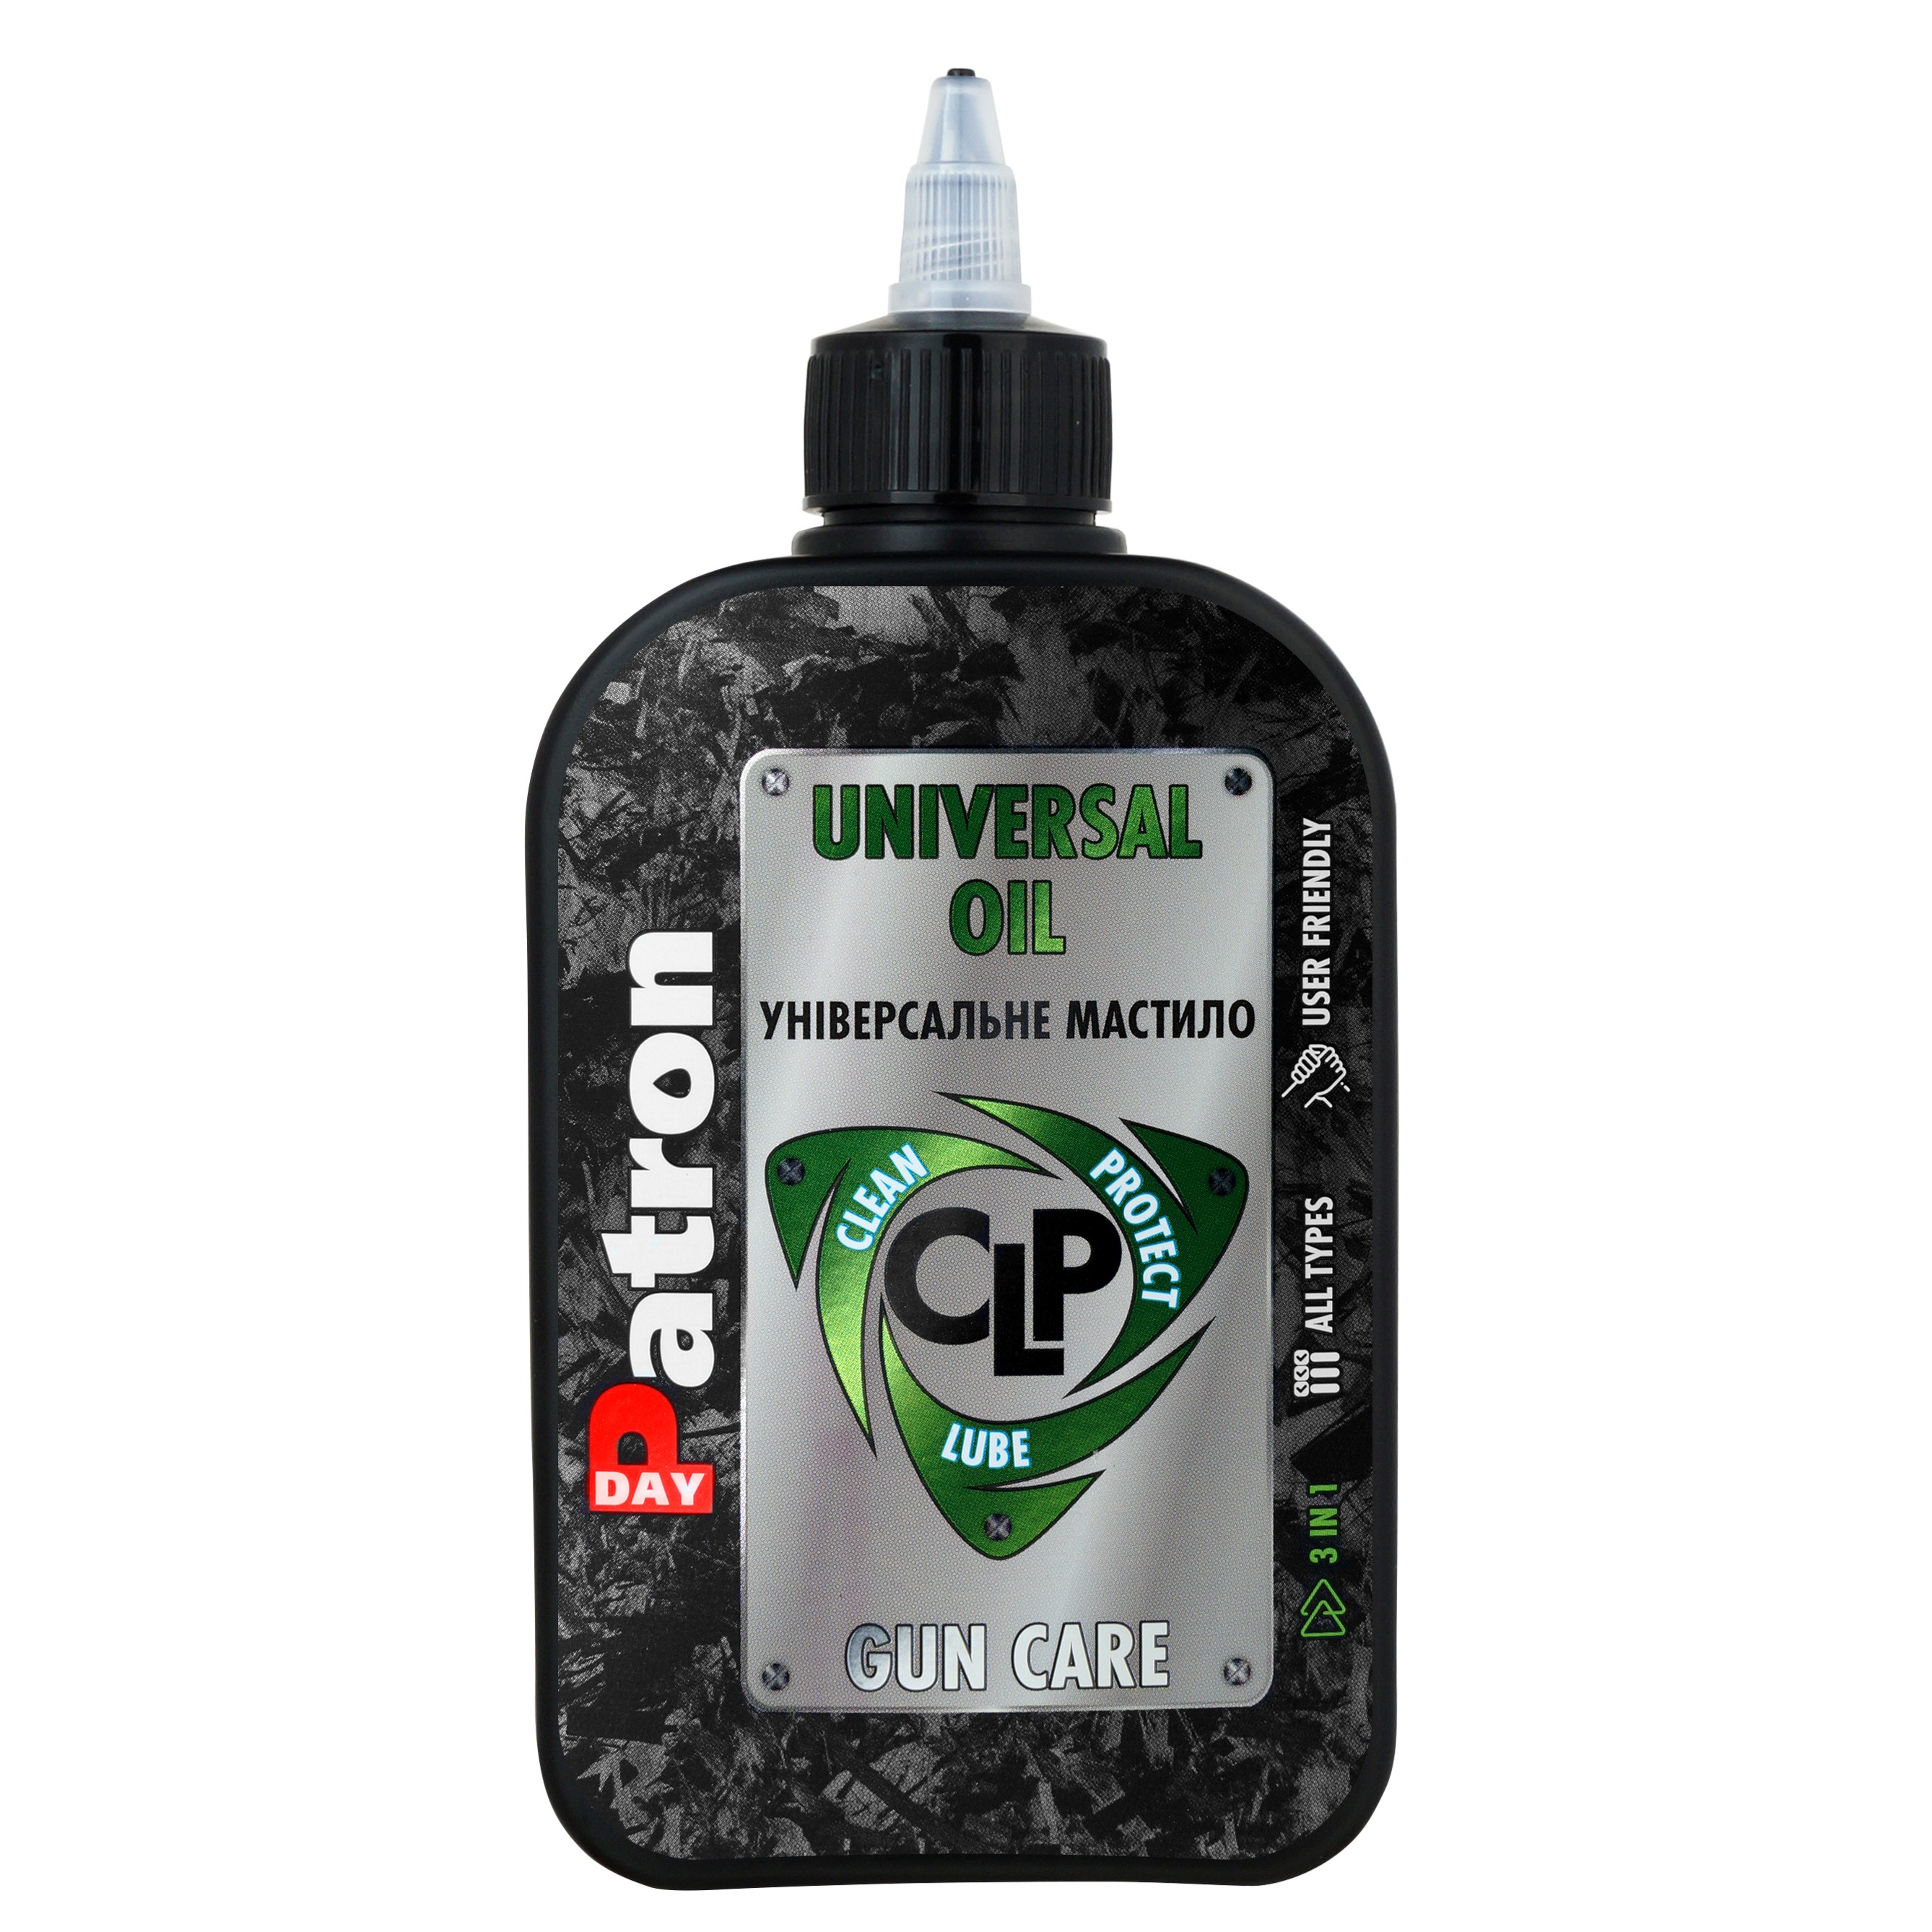 UNIVERSAL
OIL
УНІВЕРСАЛЬНЕ МАСТИЛО
CLEAN
PROTECT
CLP
LUBE
GUN CARE
Patron
DAY
USER FRIENDLY
ALL TYPES
3 IN 1